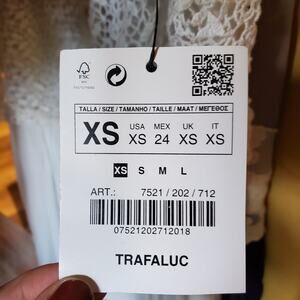 FSC
TALLA / SIZE / TAMANHO / TAILLE / MAAT / ΜΕΓΕΘΟΣ
XS
USA MEX UK IT
XS 24 XS XS
XS S M L
ART.: 7521 / 202 / 712
07521202712018
TRAFALUC